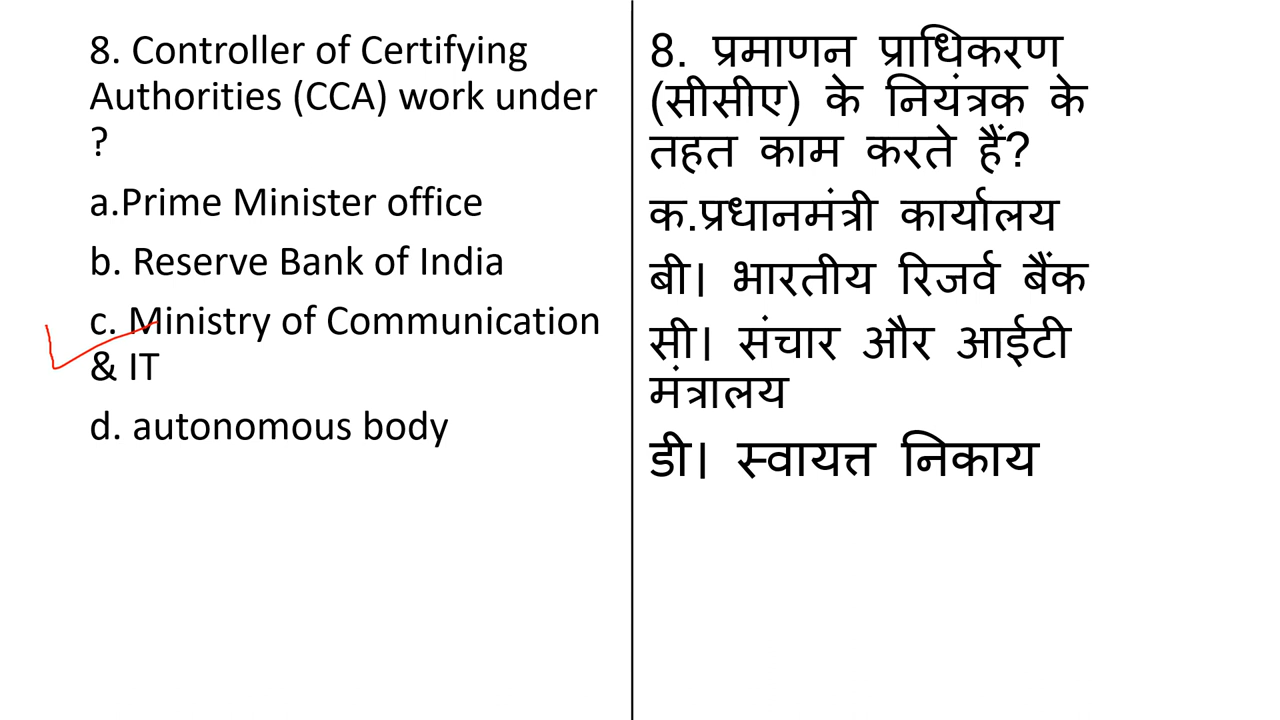 8. Controller of Certifying
Authorities (CCA) work under
?
a.Prime Minister office
b. Reserve Bank of India
c. Ministry of Communication
& IT
d. autonomous body
8. प्रमाणन प्राधिकरण
(सीसीए) के नियंत्रक के
तहत काम करते हैं?
क.प्रधानमंत्री कार्यालय
बी। भारतीय रिजर्व बैंक
सी। संचार और आईटी
मंत्रालय
डी। स्वायत्त निकाय